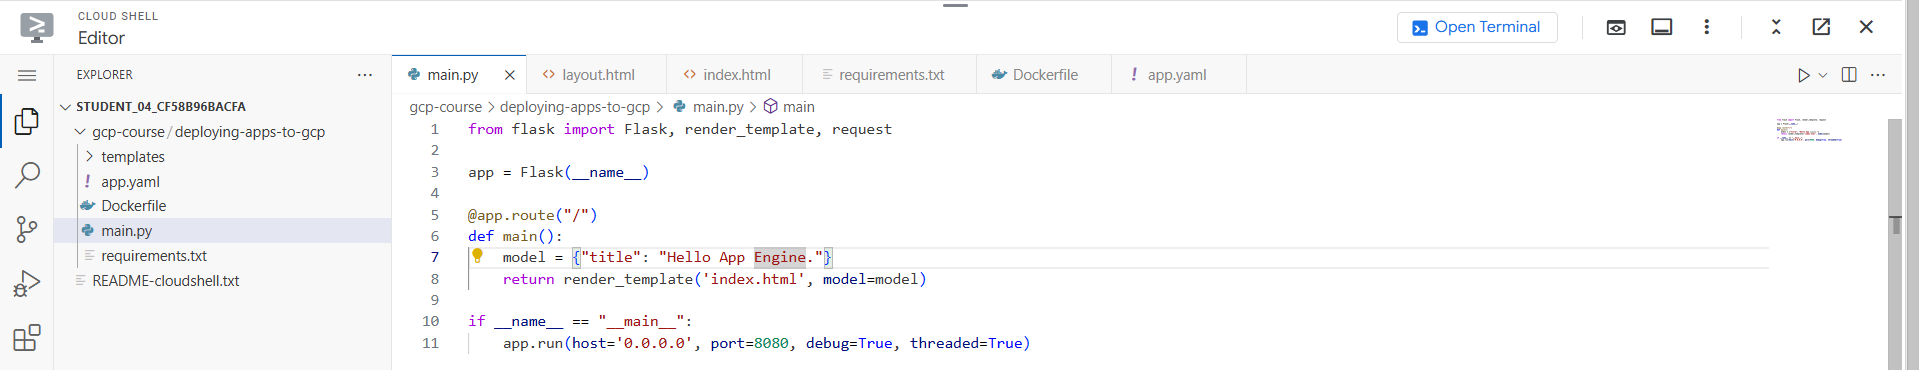 CLOUD SHELL
Editor
Open Terminal
EXPLORER
STUDENT_04_CF58B96BACFA
gcp-course/deploying-apps-to-gcp
templates
! app.yaml
Dockerfile
main.py
requirements.txt
README-cloudshell.txt
main.py
<> layout.html
<> index.html
requirements.txt
Dockerfile
! app.yaml
gcp-course > deploying-apps-to-gcp > main.py > main
1 from flask import Flask, render_template, request
2
3 app = Flask(__name__)
4
5 @app.route("/")
6 def main():
7 model = {"title": "Hello App Engine."}
8 return render_template('index.html', model=model)
9
10 if __name__ == "__main__":
11 app.run(host='0.0.0.0', port=8080, debug=True, threaded=True)